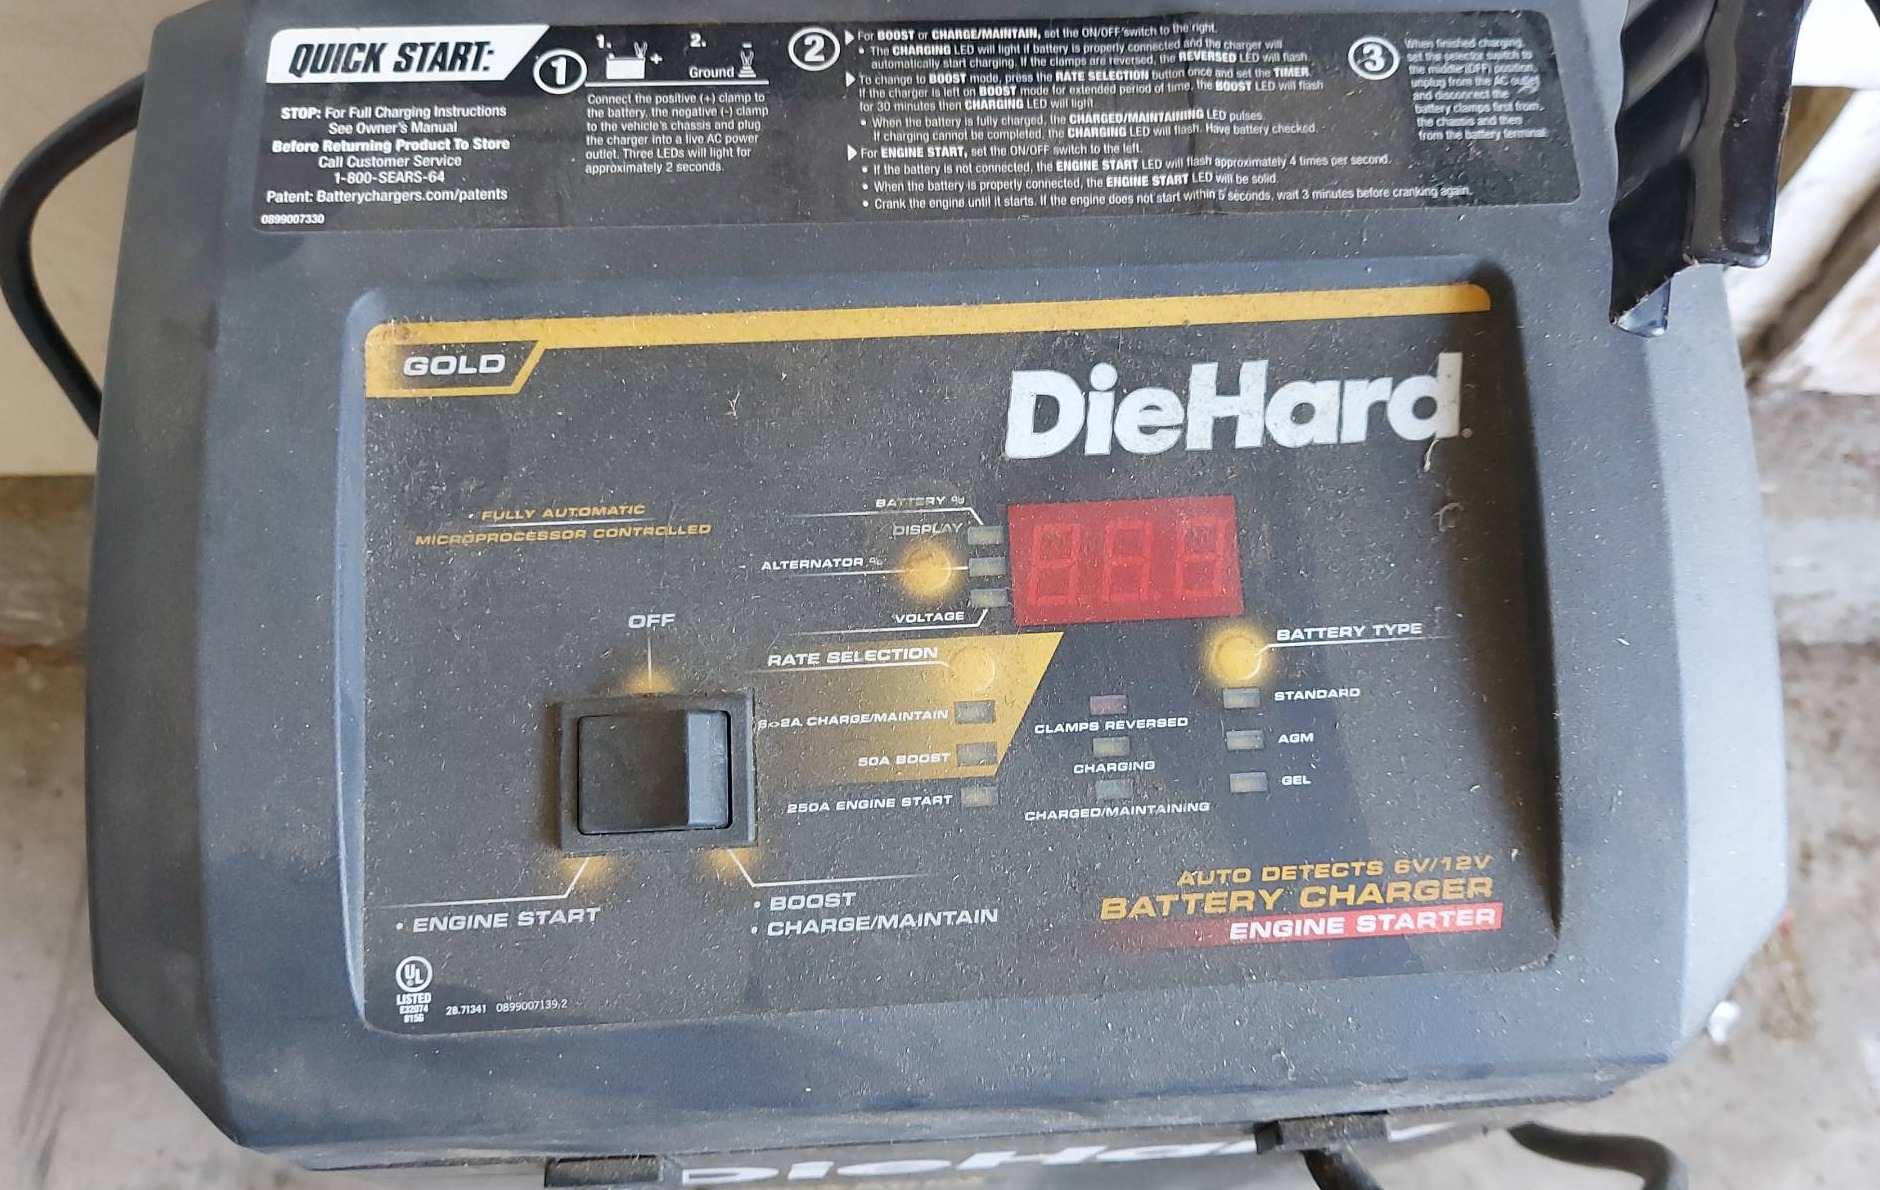 QUICK START:
STOP: For Full Charging Instructions
See Owner's Manual
Before Returning Product To Store
Call Customer Service
1-800-SEARS-64
Patent: Batterychargers.com/patents
0899007330
1
1.
2.
+
-
Ground
Connect the positive (+) clamp to
the battery, the negative (-) clamp
to the vehicle's chassis and plug
the charger into a live AC power
outlet. Three LEDs will light for
approximately 2 seconds.
2
For BOOST or CHARGE/MAINTAIN, set the ON/OFF switch to the right.
• The CHARGING LED will light if battery is properly connected and the charger will
automatically start charging. If the clamps are reversed, the REVERSED LED will flash.
To change to BOOST mode, press the RATE SELECTION button once and set the TIMER.
If the charger is left on BOOST mode for extended period of time, the BOOST LED will flash
for 30 minutes then CHARGING LED will light.
• When the battery is fully charged, the CHARGED/MAINTAINING LED pulses.
If charging cannot be completed, the CHARGING LED will flash. Have battery checked.
For ENGINE START, set the ON/OFF switch to the left.
• If the battery is not connected, the ENGINE START LED will flash approximately 4 times per second.
• When the battery is properly connected, the ENGINE START LED will be solid.
• Crank the engine until it starts. If the engine does not start within 5 seconds, wait 3 minutes before cranking again.
3
When finished charging,
set the selector switch to
the middle (OFF) position,
unplug from the AC outlet
and disconnect the
battery clamps first from
the chassis and then
from the battery terminal.
GOLD
DieHard
FULLY AUTOMATIC
MICROPROCESSOR CONTROLLED
BATTERY %
DISPLAY
ALTERNATOR %
VOLTAGE
OFF
RATE SELECTION
BATTERY TYPE
2A CHARGE/MAINTAIN
50A BOOST
250A ENGINE START
CLAMPS REVERSED
CHARGING
CHARGED/MAINTAINING
STANDARD
AGM
GEL
• ENGINE START
• BOOST
• CHARGE/MAINTAIN
AUTO DETECTS 6V/12V
BATTERY CHARGER
ENGINE STARTER
UL
LISTED
E32074
815G
28.71341 0899007139.2
DieHard